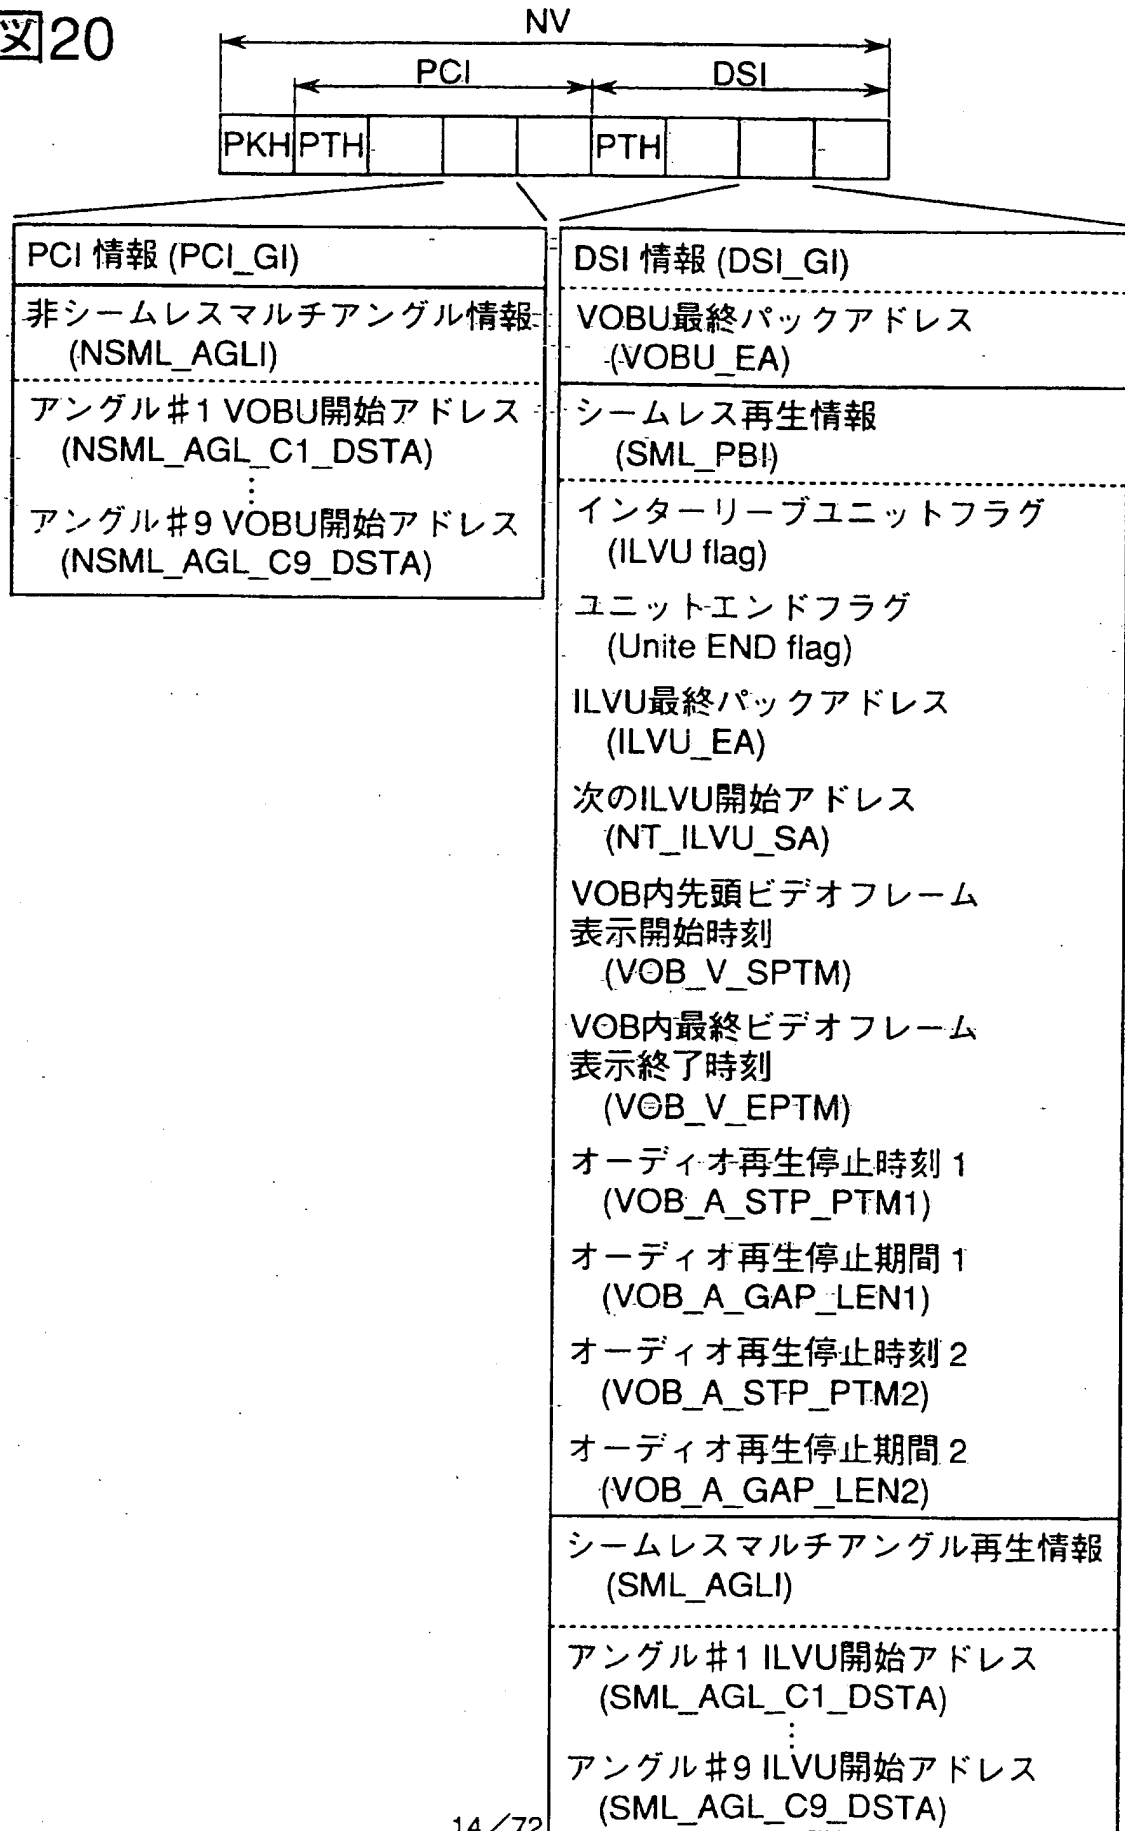 図20
NV
PCI
DSI
PKH PTH PTH
PCI 情報 (PCI_GI)
非シームレスマルチアングル情報
(NSML_AGLI)
アングル#1 VOBU開始アドレス
(NSML_AGL_C1_DSTA)
⋮
アングル#9 VOBU開始アドレス
(NSML_AGL_C9_DSTA)
DSI 情報 (DSI_GI)
VOBU最終パックアドレス
(VOBU_EA)
シームレス再生情報
(SML_PBI)
インターリーブユニットフラグ
(ILVU flag)
ユニットエンドフラグ
(Unite END flag)
ILVU最終パックアドレス
(ILVU_EA)
次のILVU開始アドレス
(NT_ILVU_SA)
VOB内先頭ビデオフレーム
表示開始時刻
(VOB_V_SPTM)
VOB内最終ビデオフレーム
表示終了時刻
(VOB_V_EPTM)
オーディオ再生停止時刻 1
(VOB_A_STP_PTM1)
オーディオ再生停止期間 1
(VOB_A_GAP_LEN1)
オーディオ再生停止時刻 2
(VOB_A_STP_PTM2)
オーディオ再生停止期間 2
(VOB_A_GAP_LEN2)
シームレスマルチアングル再生情報
(SML_AGLI)
アングル#1 ILVU開始アドレス
(SML_AGL_C1_DSTA)
⋮
アングル#9 ILVU開始アドレス
(SML_AGL_C9_DSTA)
14/72